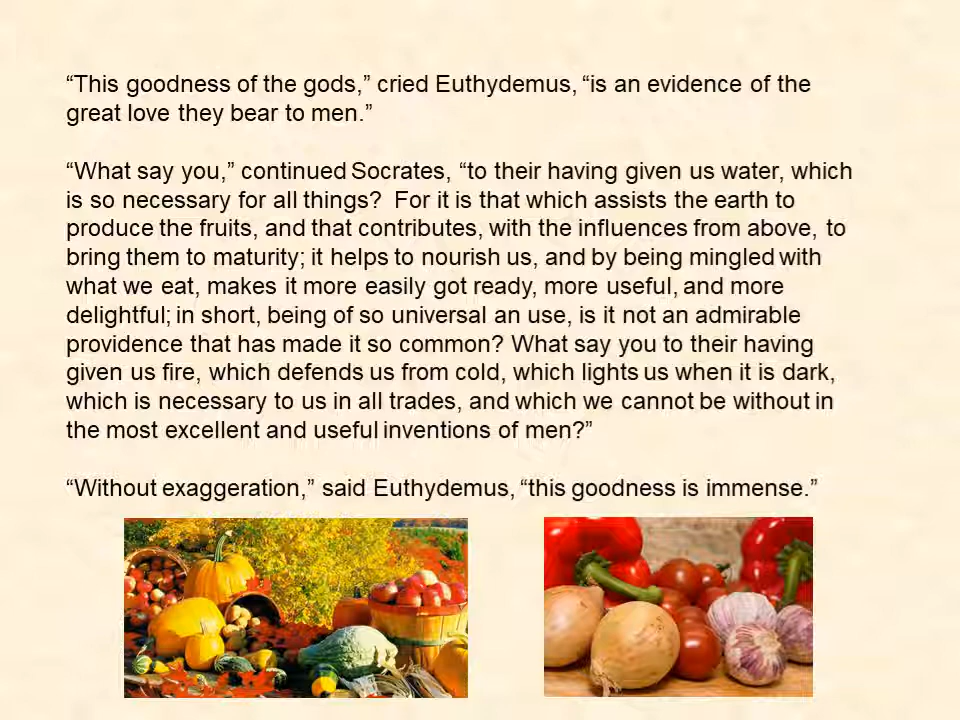 “This goodness of the gods,” cried Euthydemus, “is an evidence of the
great love they bear to men.”
“What say you,” continued Socrates, “to their having given us water, which
is so necessary for all things?  For it is that which assists the earth to
produce the fruits, and that contributes, with the influences from above, to
bring them to maturity; it helps to nourish us, and by being mingled with
what we eat, makes it more easily got ready, more useful, and more
delightful; in short, being of so universal an use, is it not an admirable
providence that has made it so common? What say you to their having
given us fire, which defends us from cold, which lights us when it is dark,
which is necessary to us in all trades, and which we cannot be without in
the most excellent and useful inventions of men?”
“Without exaggeration,” said Euthydemus, “this goodness is immense.”